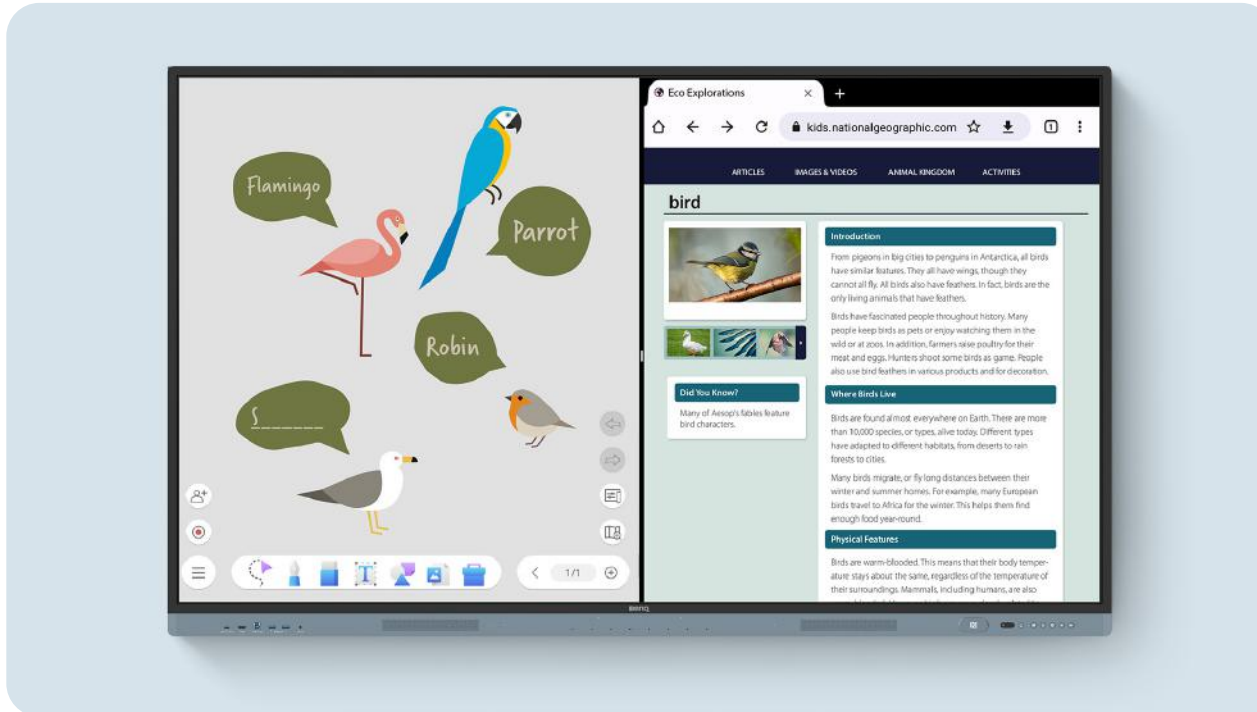 Flamingo
Parrot
Robin
S______
1/1
Eco Explorations
kids.nationalgeographic.com
1
ARTICLES IMAGES & VIDEOS ANIMAL KINGDOM ACTIVITIES
bird
Did You Know?
Many of Aesop's fables feature
bird characters.
Introduction
From pigeons in big cities to penguins in Antarctica, all birds
have similar features. They all have wings, though they
cannot all fly. All birds also have feathers. In fact, birds are the
only living animals that have feathers.
Birds have fascinated people throughout history. Many
people keep birds as pets or enjoy watching them in the
wild or at zoos. In addition, farmers raise poultry for their
meat and eggs. Hunters shoot some birds as game. People
also use bird feathers in various products and for decoration.
Where Birds Live
Birds are found almost everywhere on Earth. There are more
than 10,000 species, or types, alive today. Different types
have adapted to different habitats, from deserts to rain
forests to cities.
Many birds migrate, or fly long distances between their
winter and summer homes. For example, many European
birds travel to Africa for the winter. This helps them find
enough food year-round.
Physical Features
Birds are warm-blooded. This means that their body temper-
ature stays about the same, regardless of the temperature of
their surroundings. Mammals, including humans, are also
BenQ